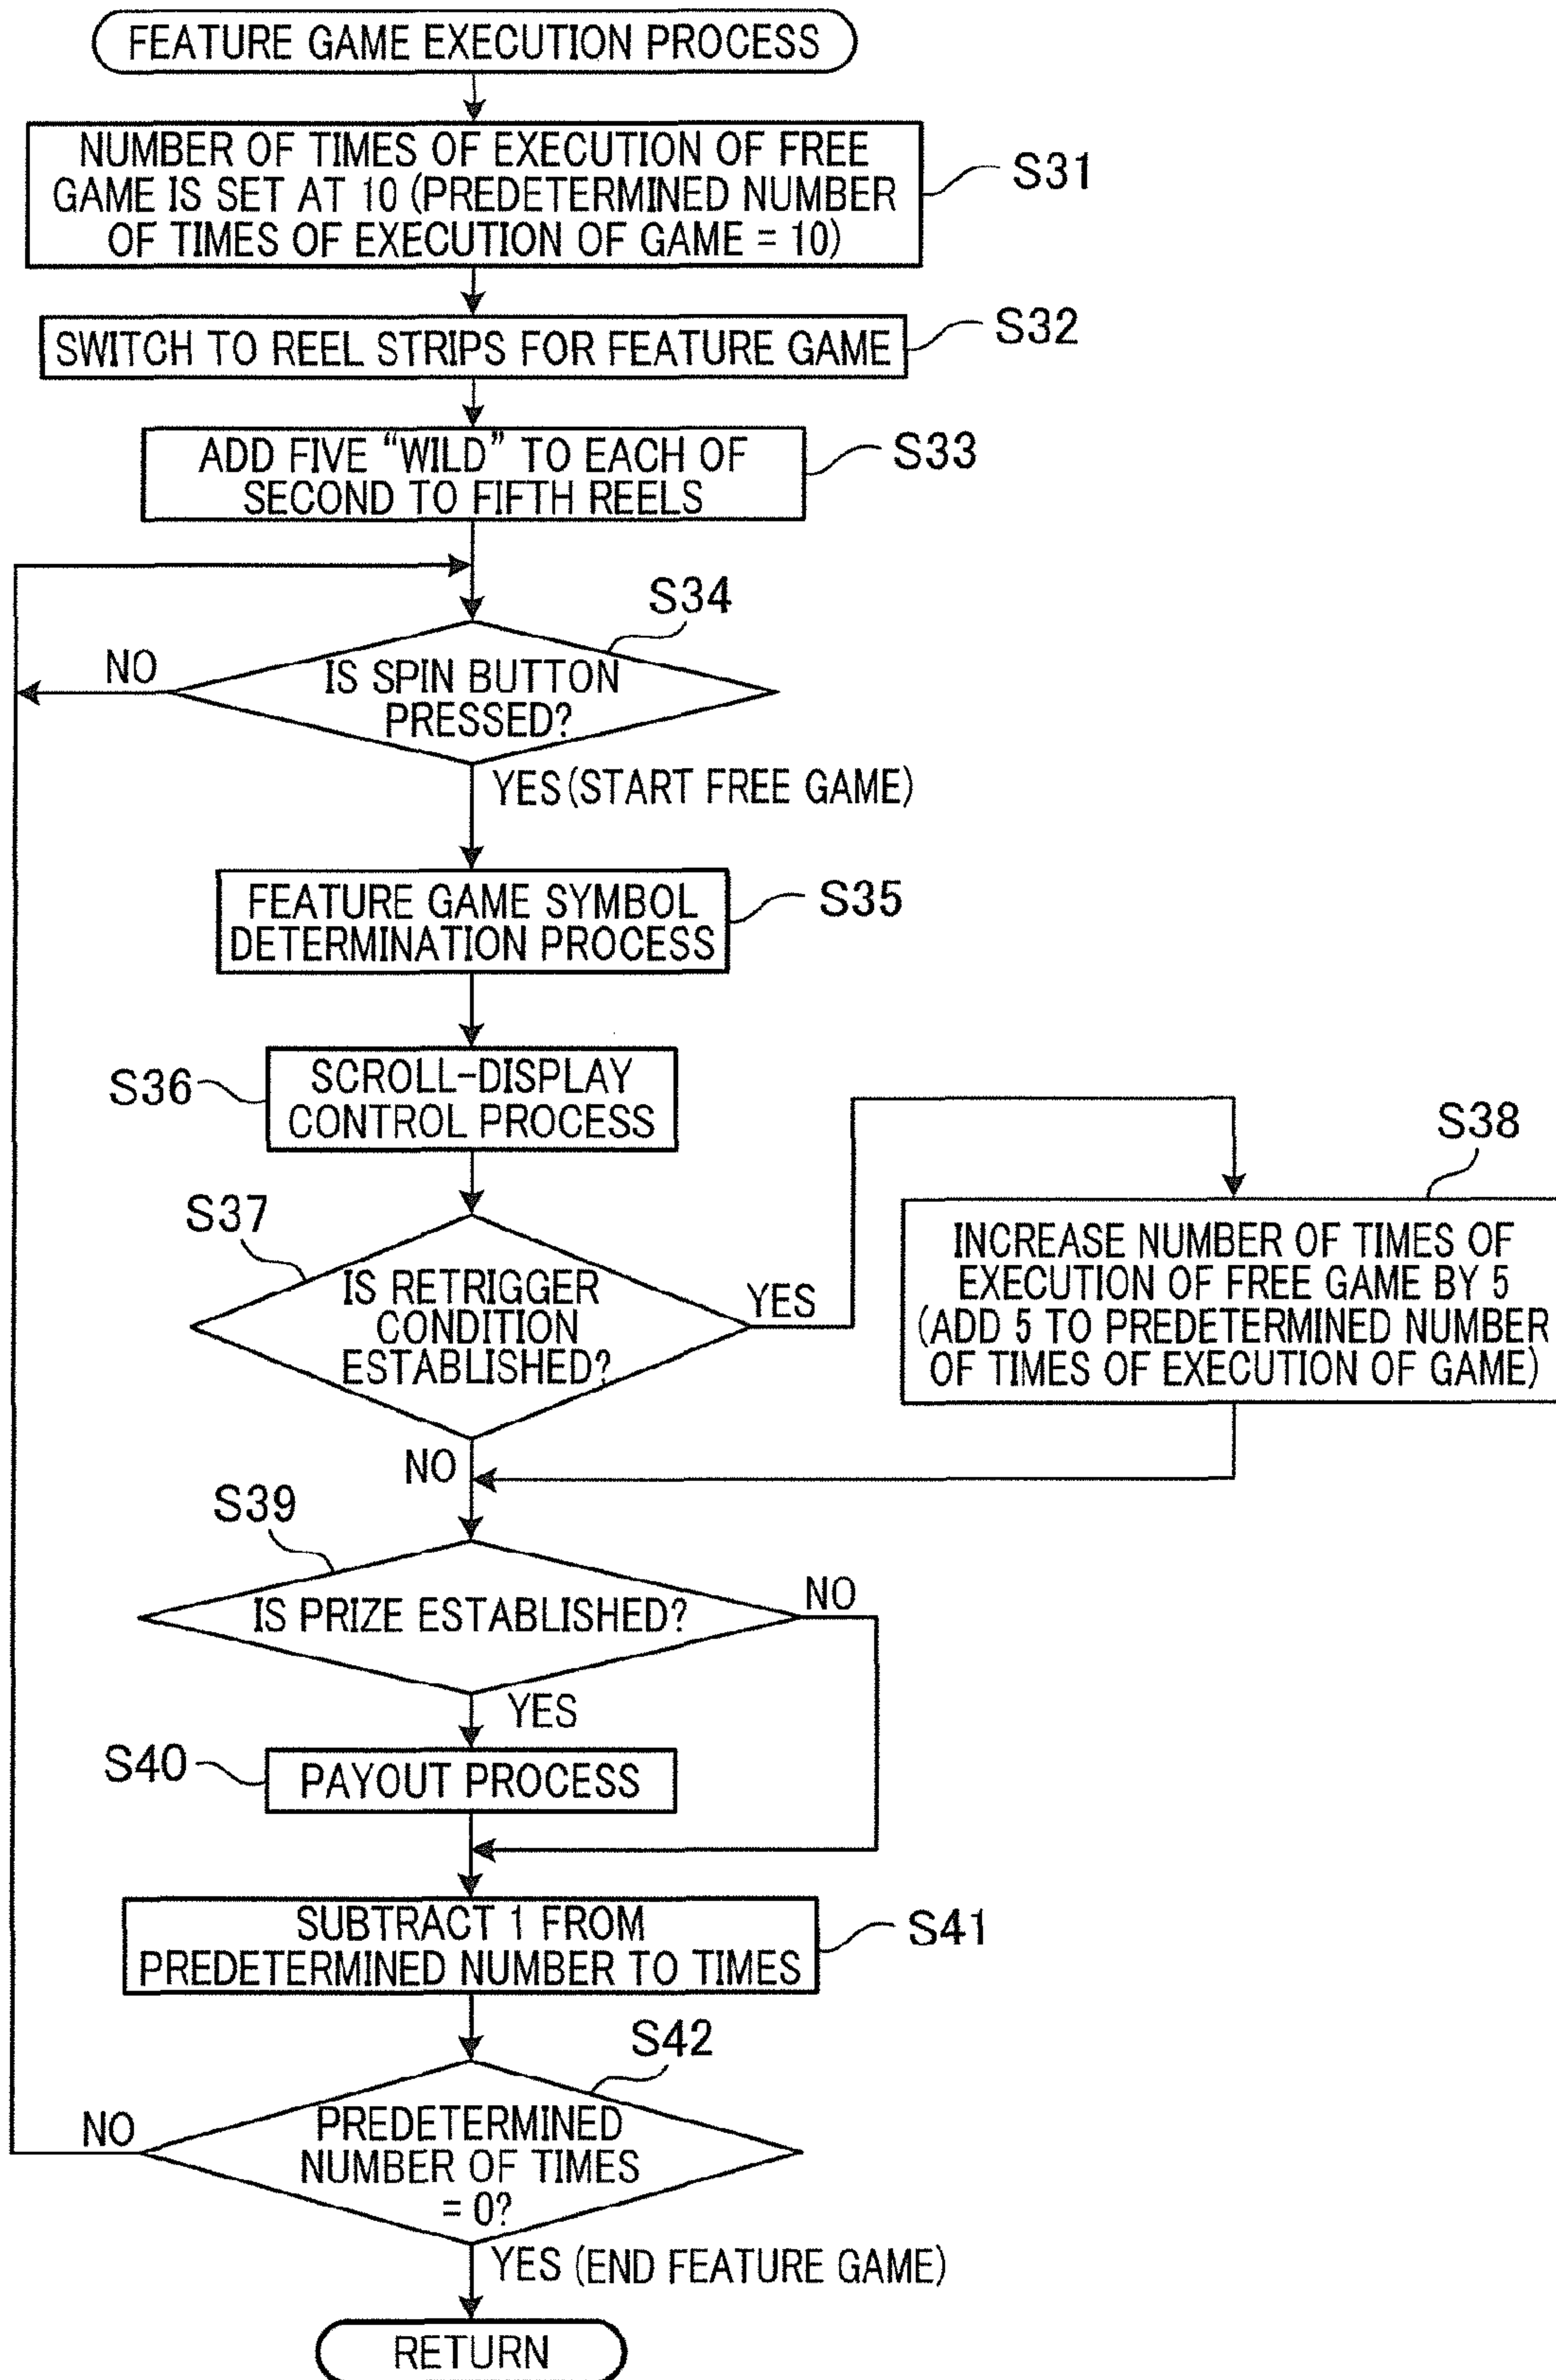 FEATURE GAME EXECUTION PROCESS
NUMBER OF TIMES OF EXECUTION OF FREE
GAME IS SET AT 10 (PREDETERMINED NUMBER
OF TIMES OF EXECUTION OF GAME = 10)
S31
SWITCH TO REEL STRIPS FOR FEATURE GAME
S32
ADD FIVE “WILD” TO EACH OF
SECOND TO FIFTH REELS
S33
S34
NO
IS SPIN BUTTON
PRESSED?
YES (START FREE GAME)
FEATURE GAME SYMBOL
DETERMINATION PROCESS
S35
S36
SCROLL-DISPLAY
CONTROL PROCESS
S37
IS RETRIGGER
CONDITION
ESTABLISHED?
YES
S38
INCREASE NUMBER OF TIMES OF
EXECUTION OF FREE GAME BY 5
(ADD 5 TO PREDETERMINED NUMBER
OF TIMES OF EXECUTION OF GAME)
NO
S39
IS PRIZE ESTABLISHED?
NO
YES
S40
PAYOUT PROCESS
SUBTRACT 1 FROM
PREDETERMINED NUMBER TO TIMES
S41
S42
NO
PREDETERMINED
NUMBER OF TIMES
= 0?
YES (END FEATURE GAME)
RETURN